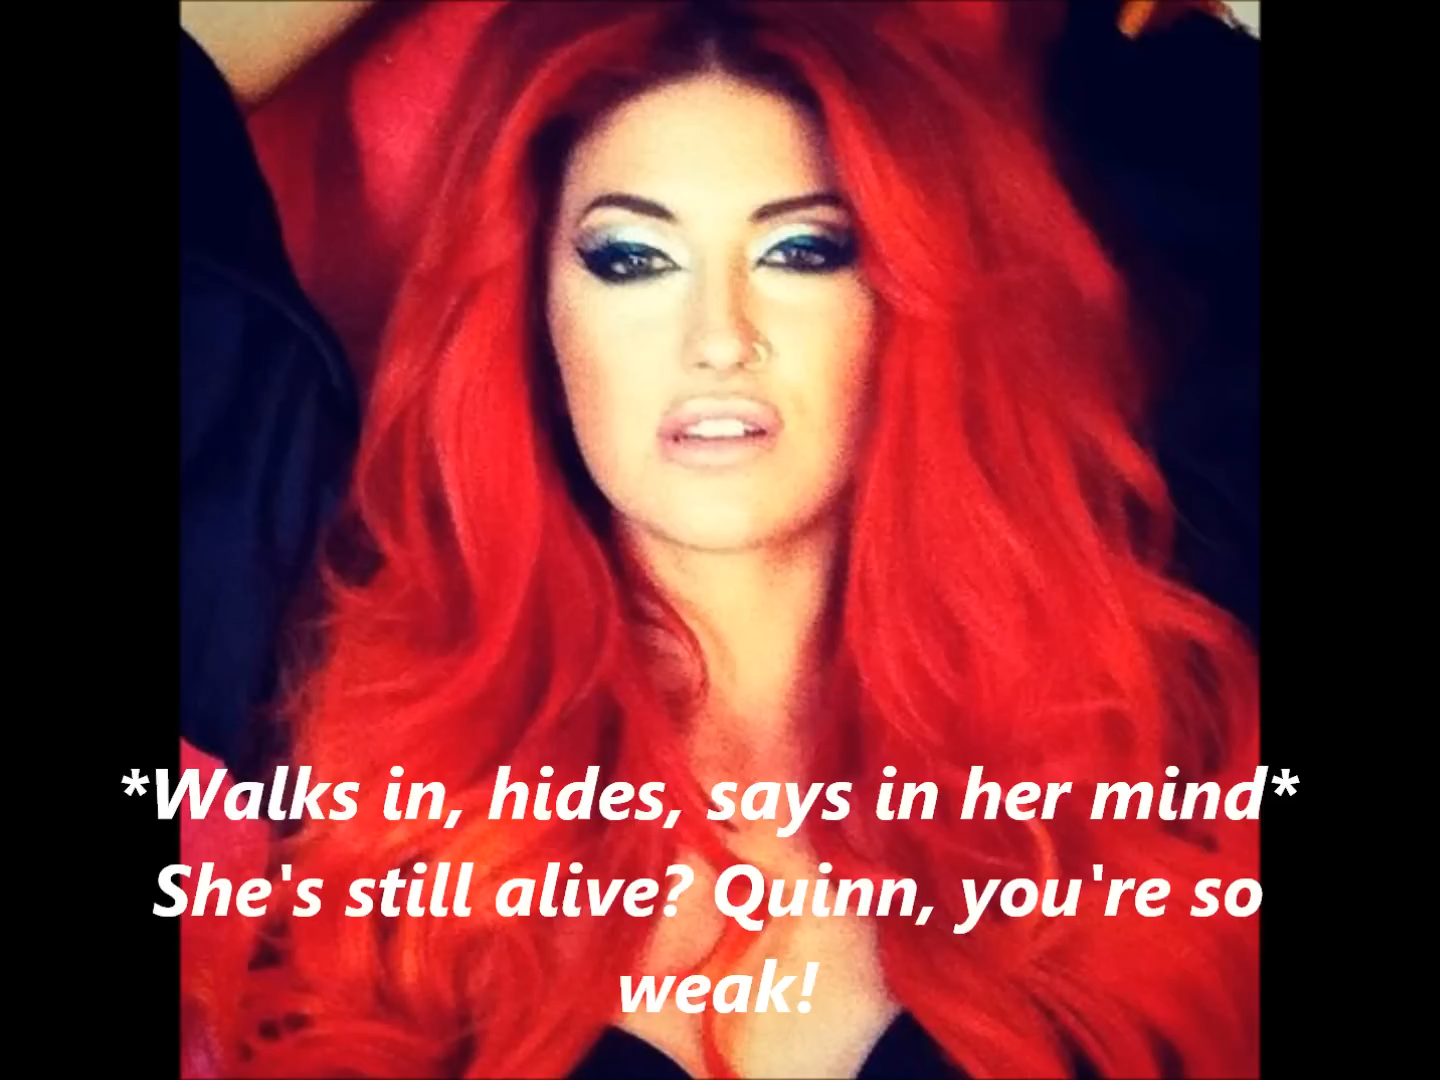 *Walks in, hides, says in her mind*
She's still alive? Quinn, you're so
weak!